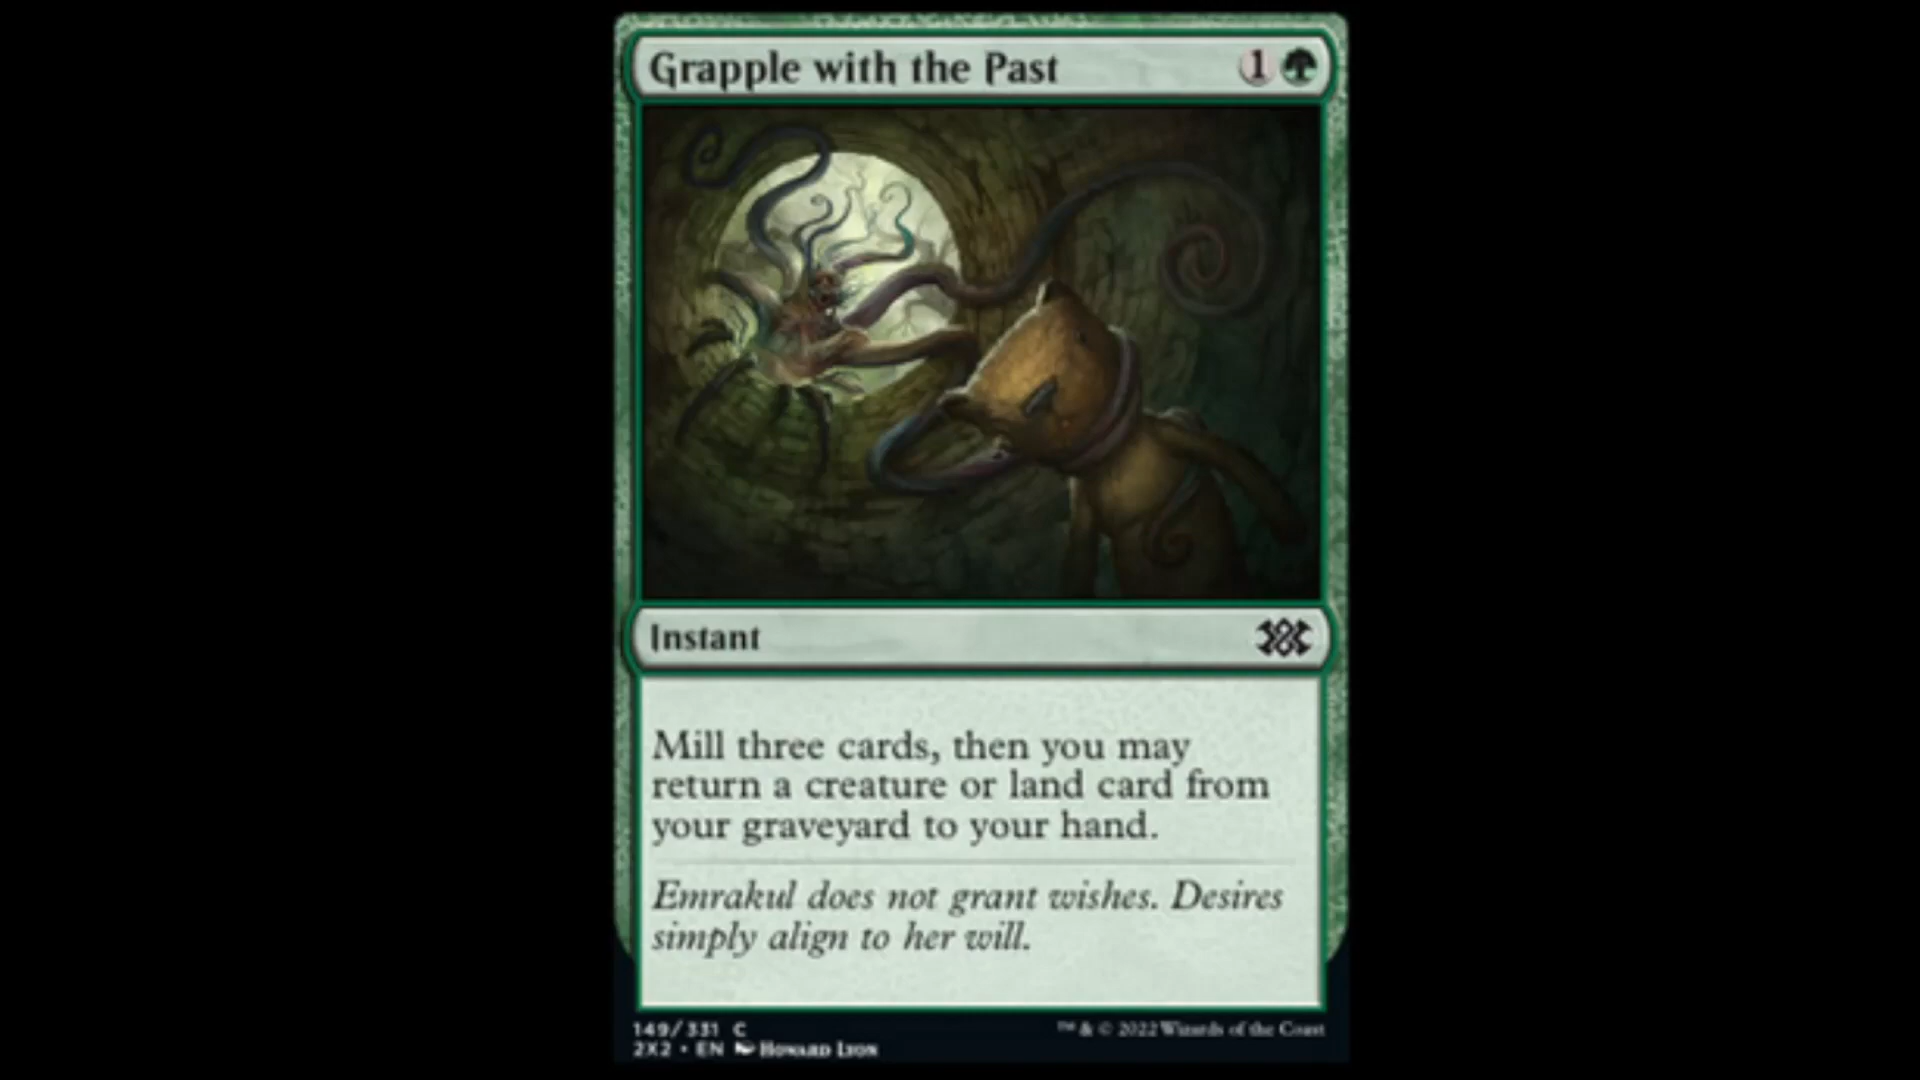 Grapple with the Past 1
Instant
Mill three cards, then you may
return a creature or land card from
your graveyard to your hand.
Emrakul does not grant wishes. Desires
simply align to her will.
149/331 C
™ & © 2022 Wizards of the Coast
2X2 • EN Howard Lyon